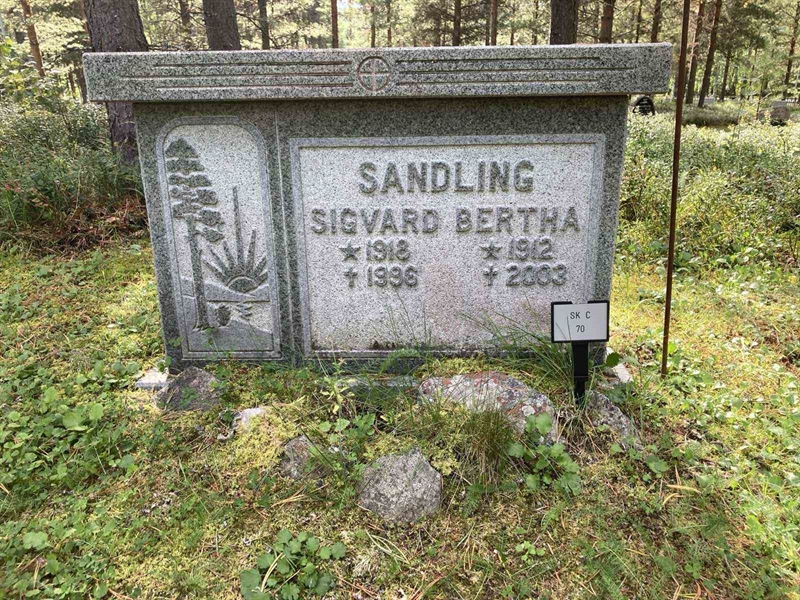 SANDLING
SIGVARD BERTHA
★1918 ★1912
✝1996 ✝2003
SK C
70